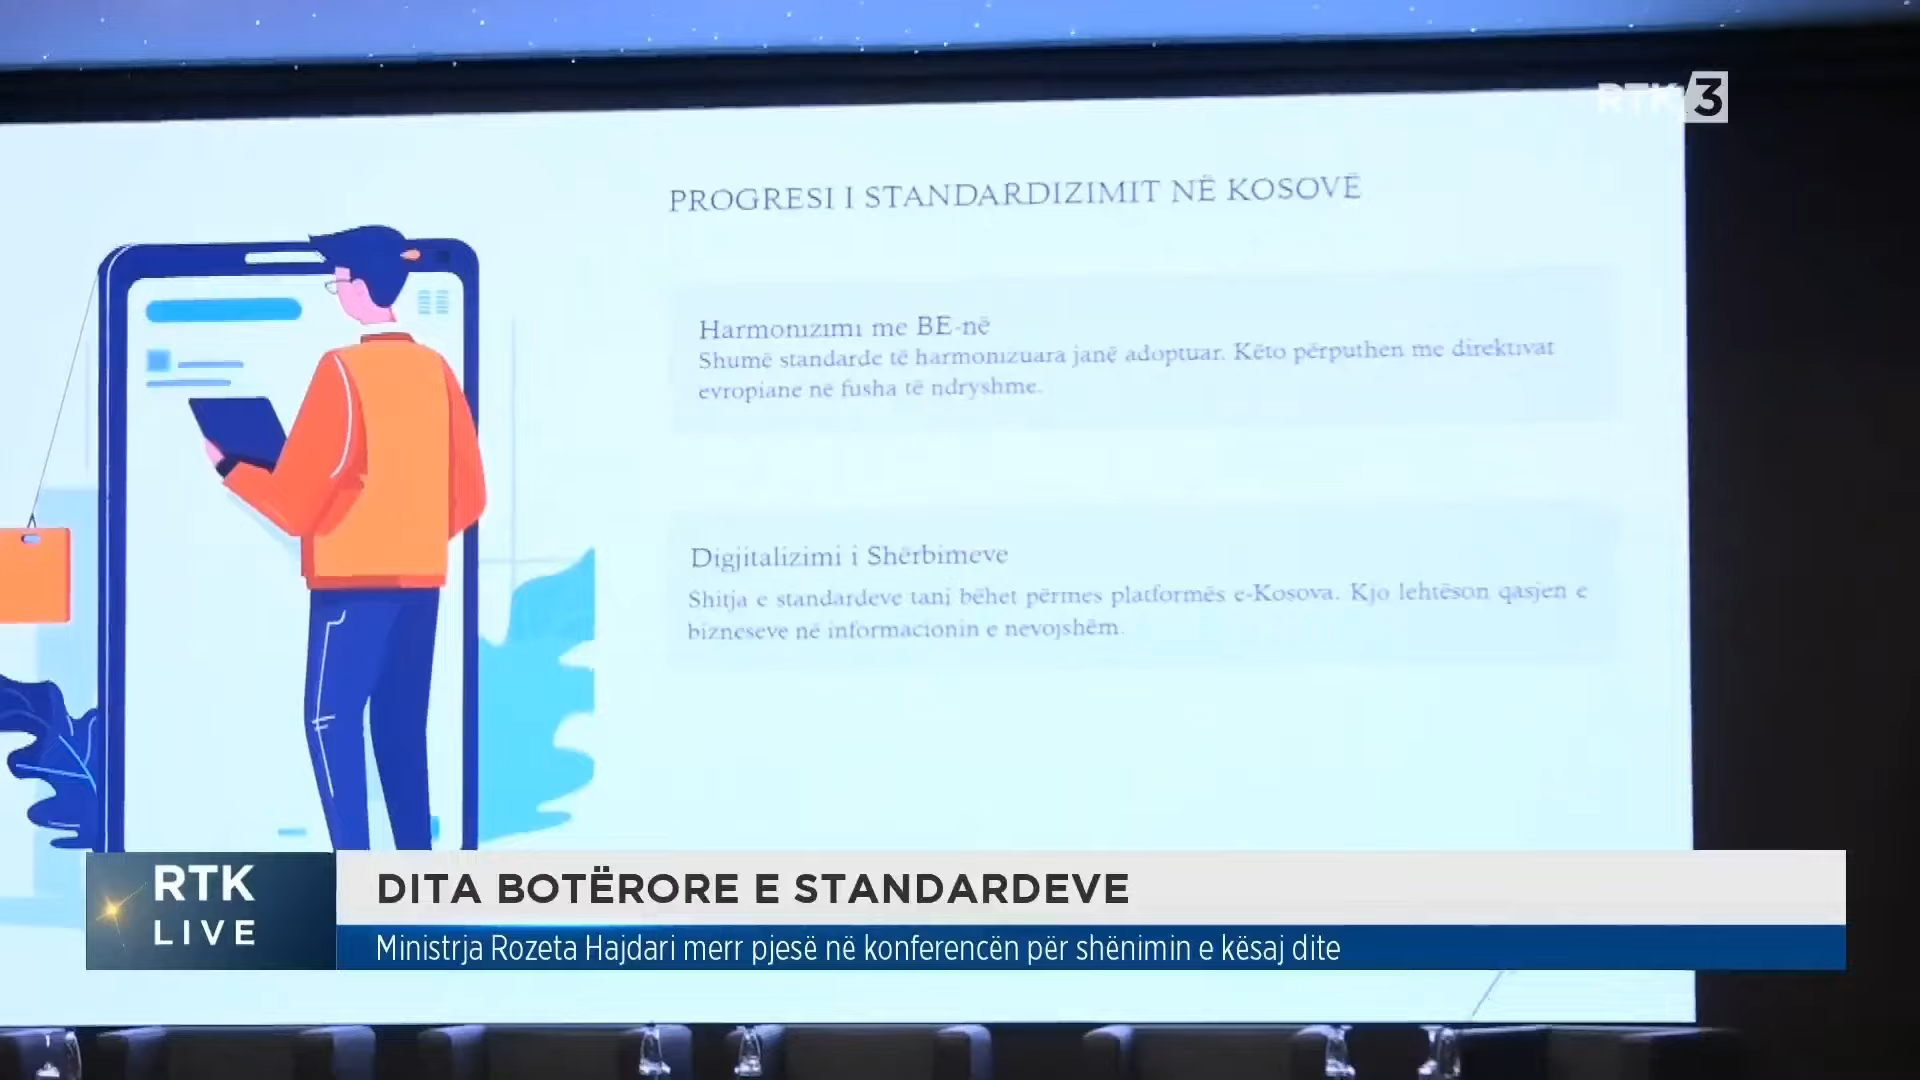 RTK/3
PROGRESI I STANDARDIZIMIT NË KOSOVË
Harmonizimi me BE-në
Shumë standarde të harmonizuara janë adoptuar. Këto përputhen me direktivat
evropiane në fusha të ndryshme.
Digjitalizimi i Shërbimeve
Shitja e standardeve tani bëhet përmes platformës e-Kosova. Kjo lehtëson qasjen e
bizneseve në informacionin e nevojshëm.
RTK
LIVE
DITA BOTËRORE E STANDARDEVE
Ministrja Rozeta Hajdari merr pjesë në konferencën për shënimin e kësaj dite